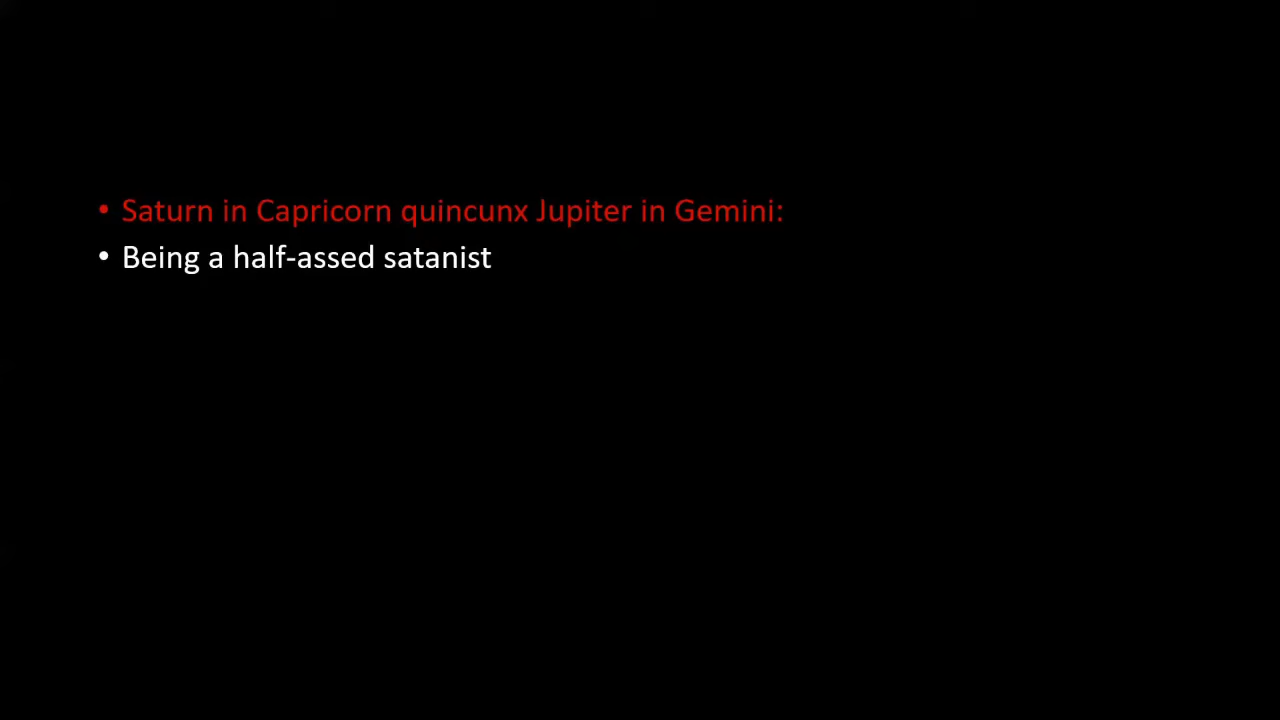 • Saturn in Capricorn quincunx Jupiter in Gemini:
• Being a half-assed satanist